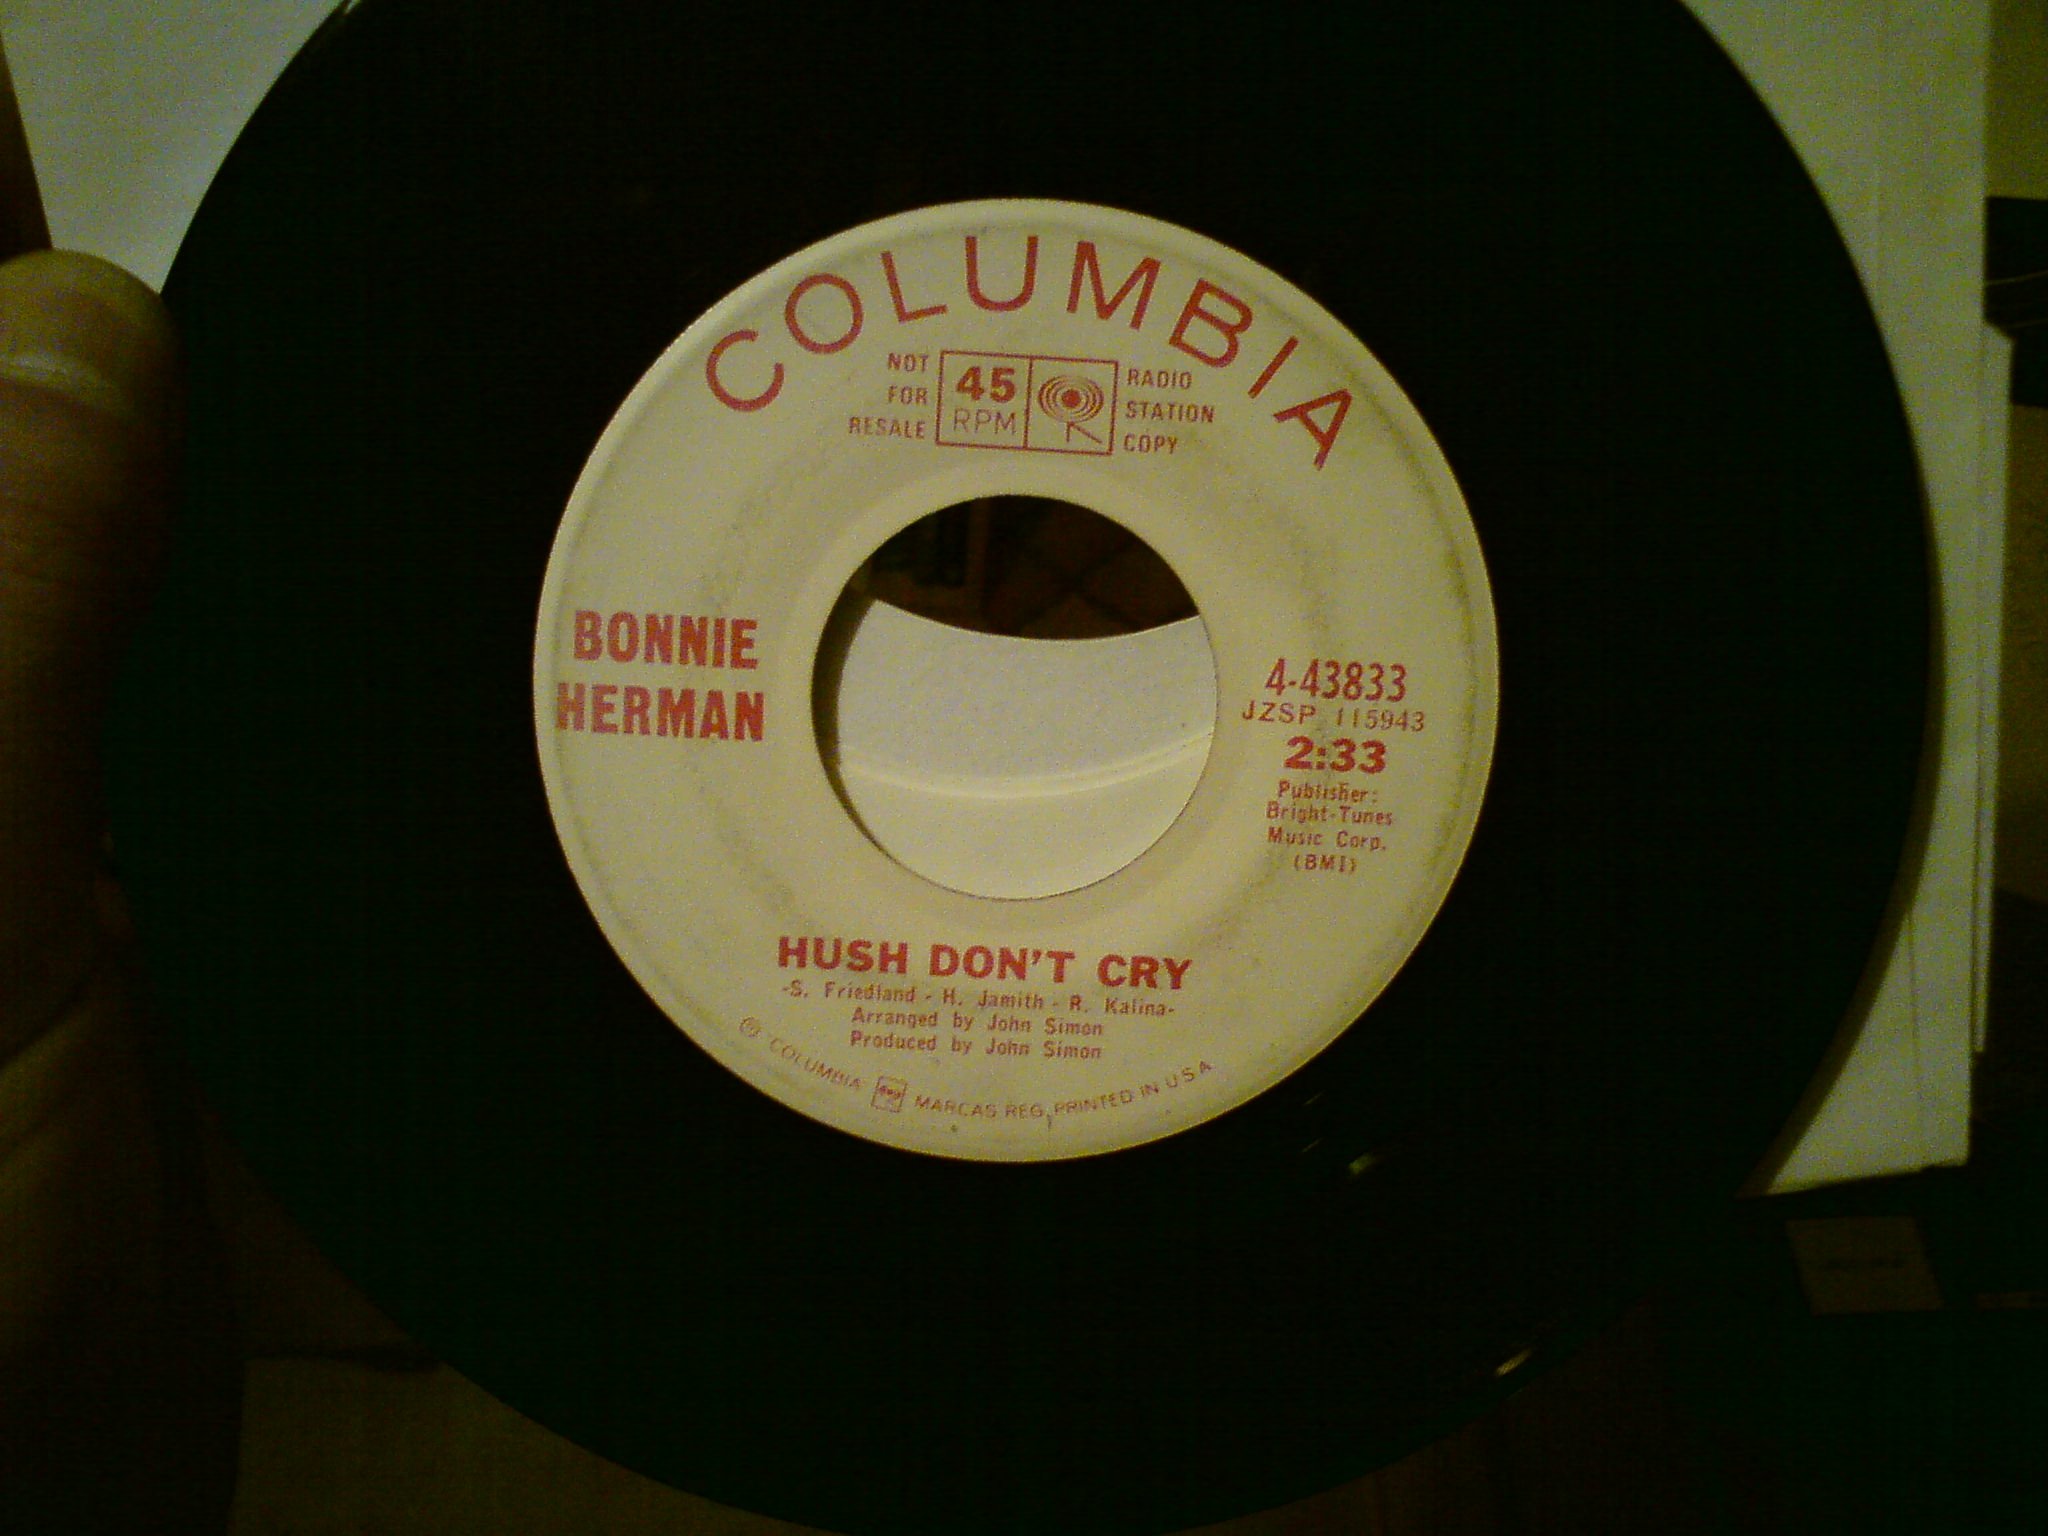 COLUMBIA
NOT
FOR
RESALE
45
RPM
RADIO
STATION
COPY
BONNIE
HERMAN
4-43833
JZSP 115943
2:33
Publisher:
Bright-Tunes
Music Corp.
(BMI)
HUSH DON'T CRY
-S. Friedland - H. Jamith - R. Kalina-
Arranged by John Simon
Produced by John Simon
COLUMBIA MARCAS REG. PRINTED IN U S A